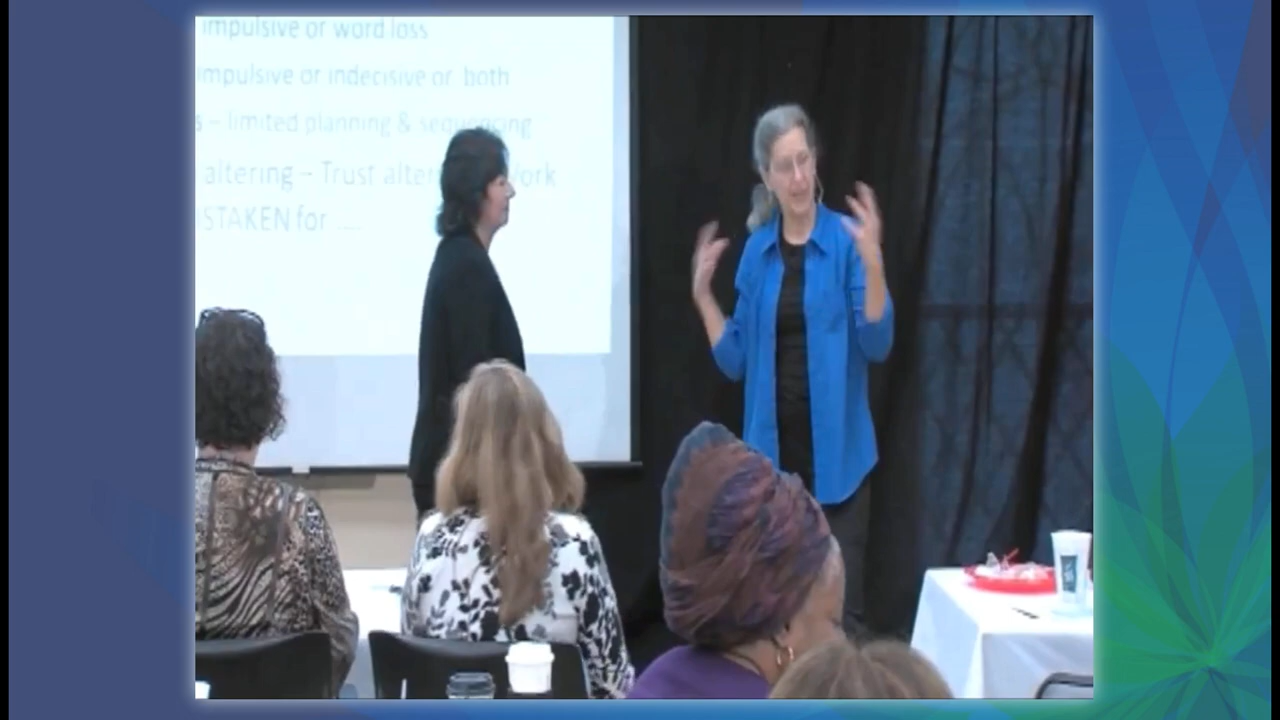 impulsive or word loss
impulsive or indecisive or both
s – limited planning & sequencing
altering – Trust alter
ISTAKEN for ....